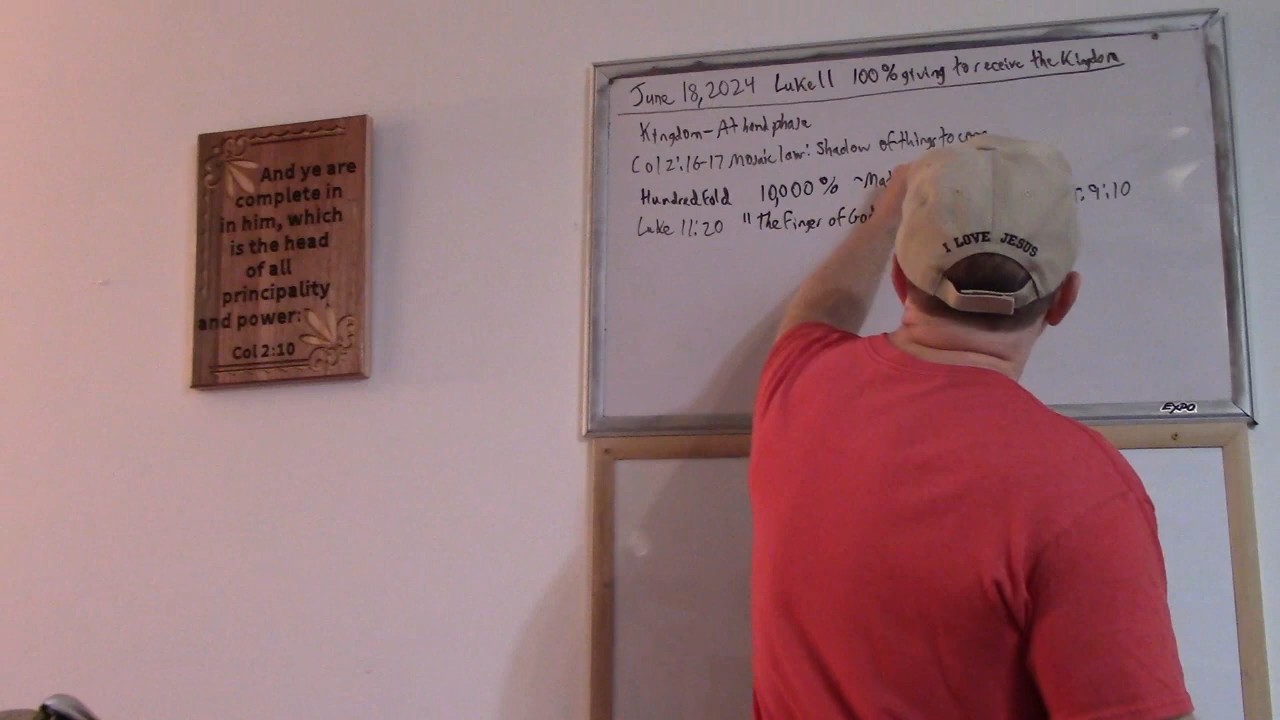 And ye are
complete in
in him, which
is the head
of all
principality
and power:
Col 2:10
June 18, 2024 Luke 11 100% giving to receive the Kingdom
Kingdom - At hand phase
Col 2:16-17 Mosaic law: Shadow of things to come
Hundred Fold 10,000% ~ 9:10
Luke 11:20 "the Finger of God
I LOVE JESUS
EXPO